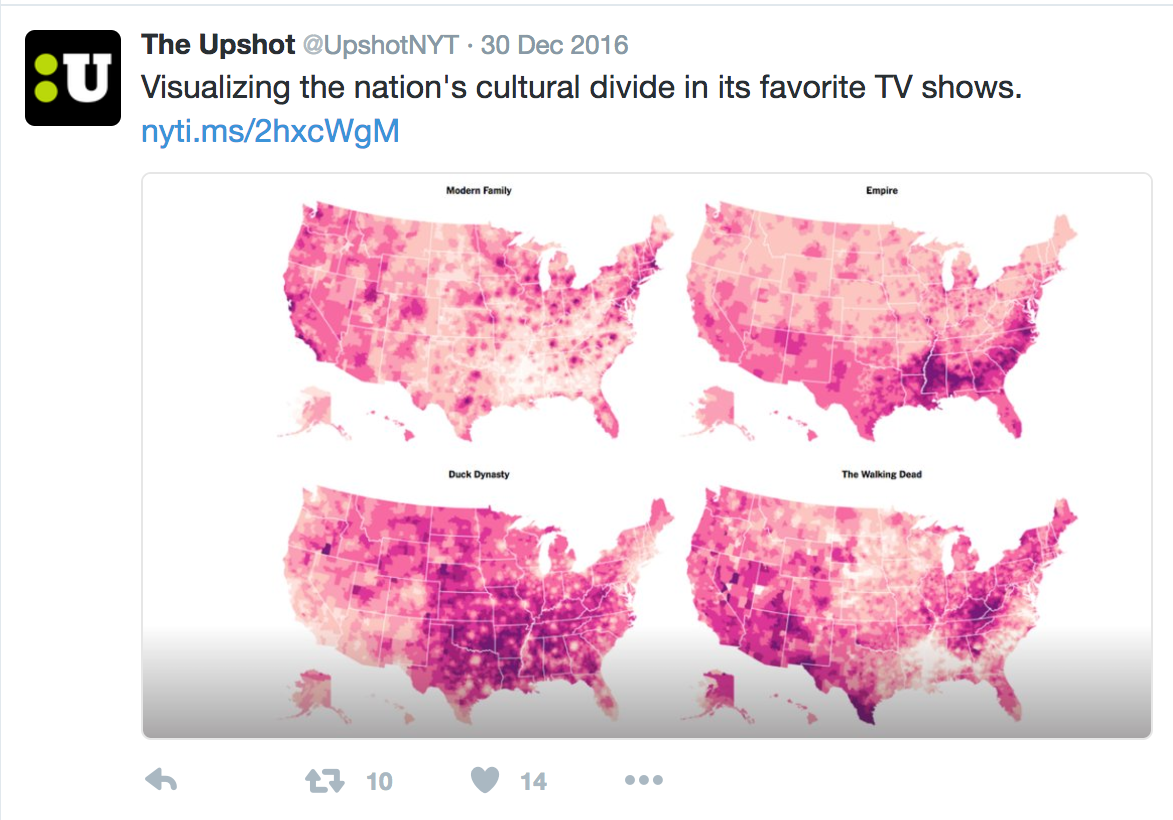 :U
The Upshot @UpshotNYT · 30 Dec 2016
Visualizing the nation's cultural divide in its favorite TV shows.
nyti.ms/2hxcWgM
Modern Family
Empire
Duck Dynasty
The Walking Dead
10
14